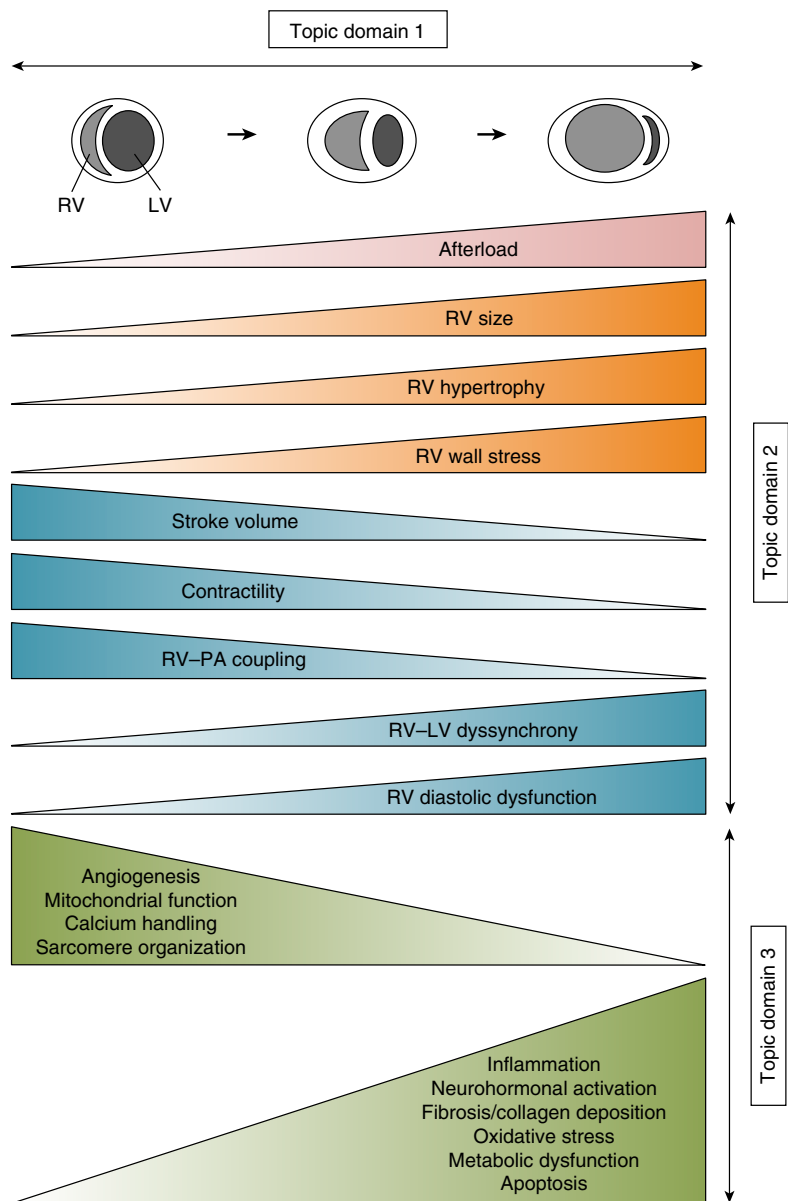 Topic domain 1
RV
LV
Afterload
RV size
RV hypertrophy
RV wall stress
Stroke volume
Contractility
RV–PA coupling
RV–LV dyssynchrony
RV diastolic dysfunction
Topic domain 2
Angiogenesis
Mitochondrial function
Calcium handling
Sarcomere organization
Inflammation
Neurohormonal activation
Fibrosis/collagen deposition
Oxidative stress
Metabolic dysfunction
Apoptosis
Topic domain 3